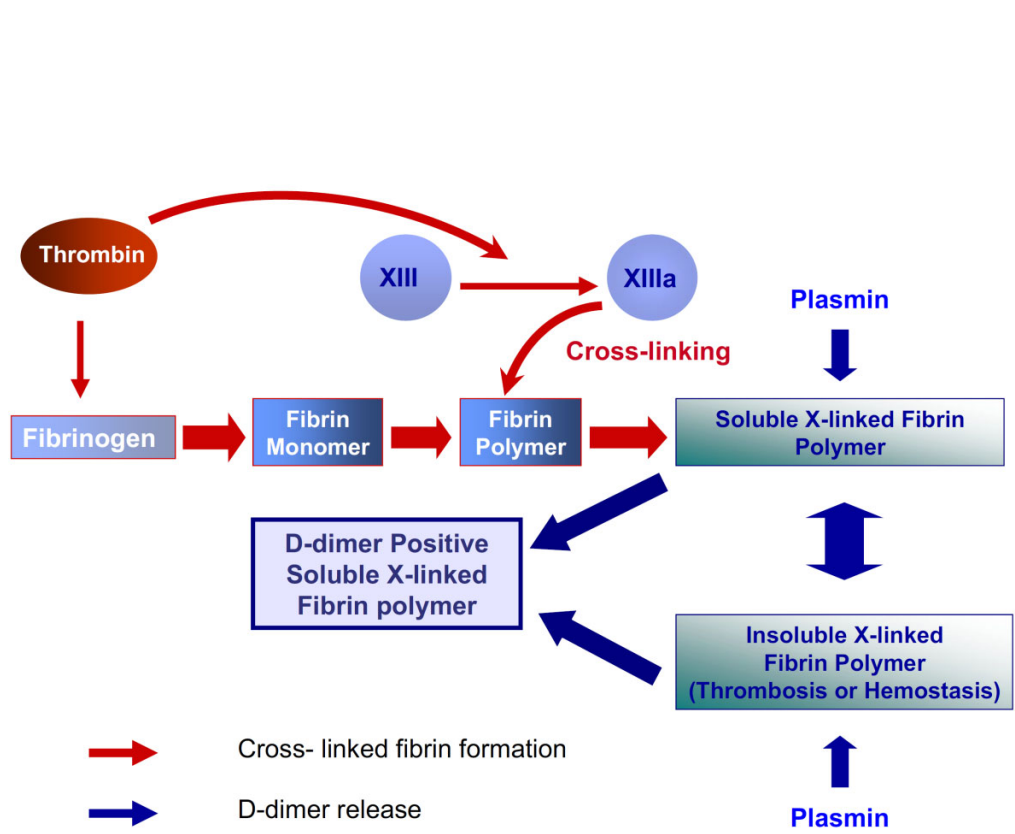 Thrombin
XIII
XIIIa
Plasmin
Cross-linking
Fibrinogen
Fibrin
Monomer
Fibrin
Polymer
Soluble X-linked Fibrin
Polymer
D-dimer Positive
Soluble X-linked
Fibrin polymer
Insoluble X-linked
Fibrin Polymer
(Thrombosis or Hemostasis)
Cross- linked fibrin formation
D-dimer release
Plasmin